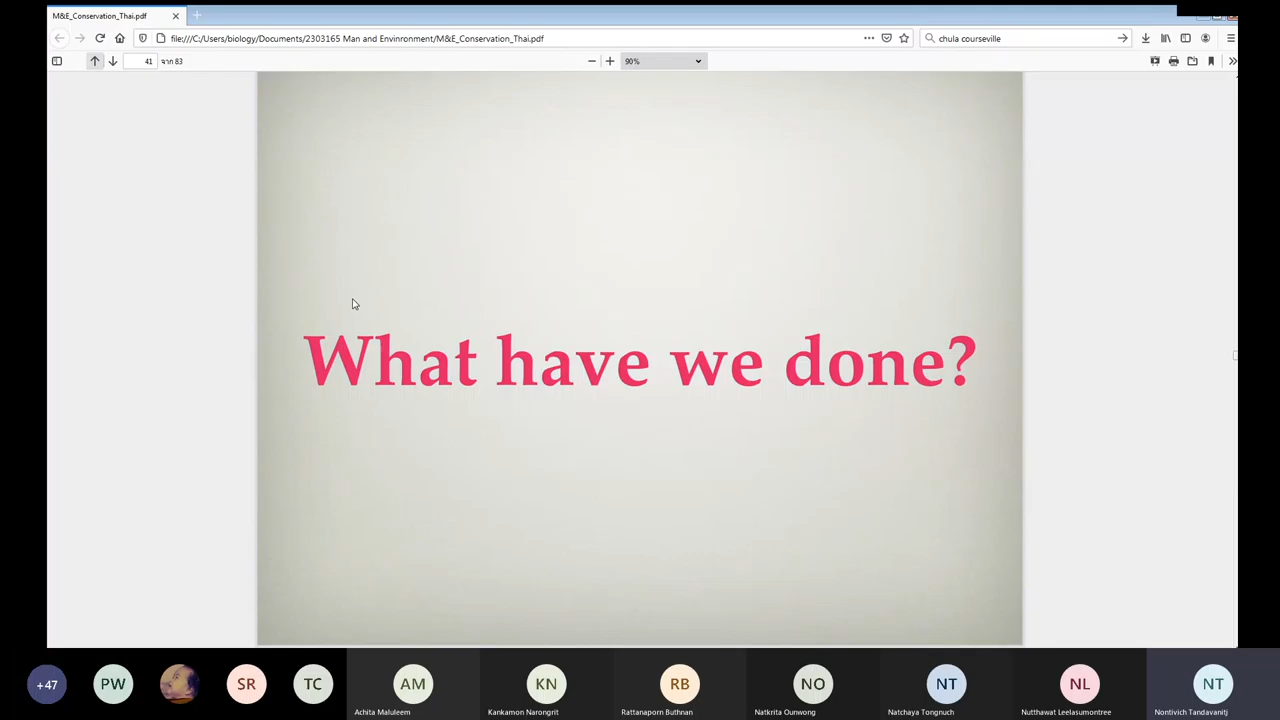 M&E_Conservation_Thai.pdf
file:///C:/Users/biology/Documents/2303165 Man and Envinronment/M&E_Conservation_Thai.pdf
chula courseville
41 จาก 83
90%
What have we done?
+47
PW
SR
TC
AM
KN
RB
NO
NT
NL
NT
Achita Maluleem
Kankamon Narongrit
Rattanaporn Buthnan
Natkrita Ounwong
Natchaya Tongnuch
Nutthawat Leelasumontree
Nontivich Tandavanitj